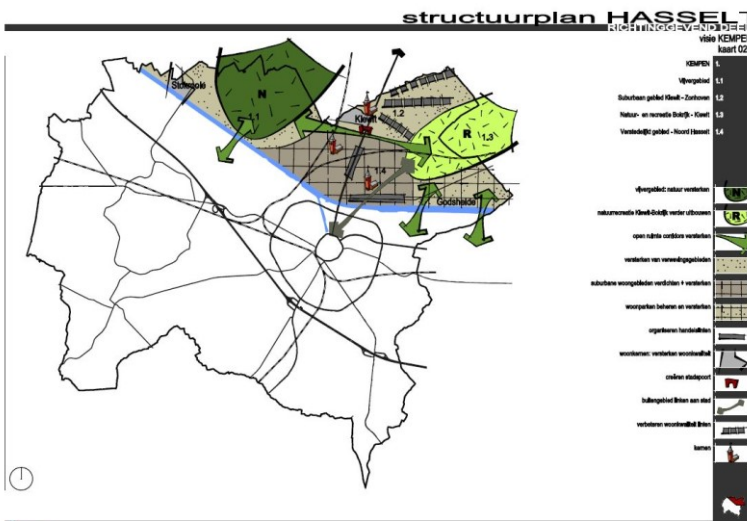 structuurplan HASSELT
RICHTINGGEVEND DEEL
visie KEMPEN
kaart 02
KEMPEN 1.
Vijvergebied 1.1
Suburbaan gebied Kiewit - Zonhoven 1.2
Natuur- en recreatie Bokrijk - Kiewit 1.3
Verstedelijkt gebied - Noord Hasselt 1.4
vijvergebied: natuur versterken N
natuurrecreatie Kiewit-Bokrijk verder uitbouwen R
open ruimte corridors versterken
versterken van verwevingsgebieden
suburbane woongebieden verdichten + versterken
woonparken beheren en versterken
organiseren handelslinten
woonkernen: versterken woonkwaliteit
creëren stadspoort
buitengebied linken aan stad
verbeteren woonkwaliteit linten
kernen
N
1.1
Kiewit
1.2
R 1.3
1.4
Godsheide